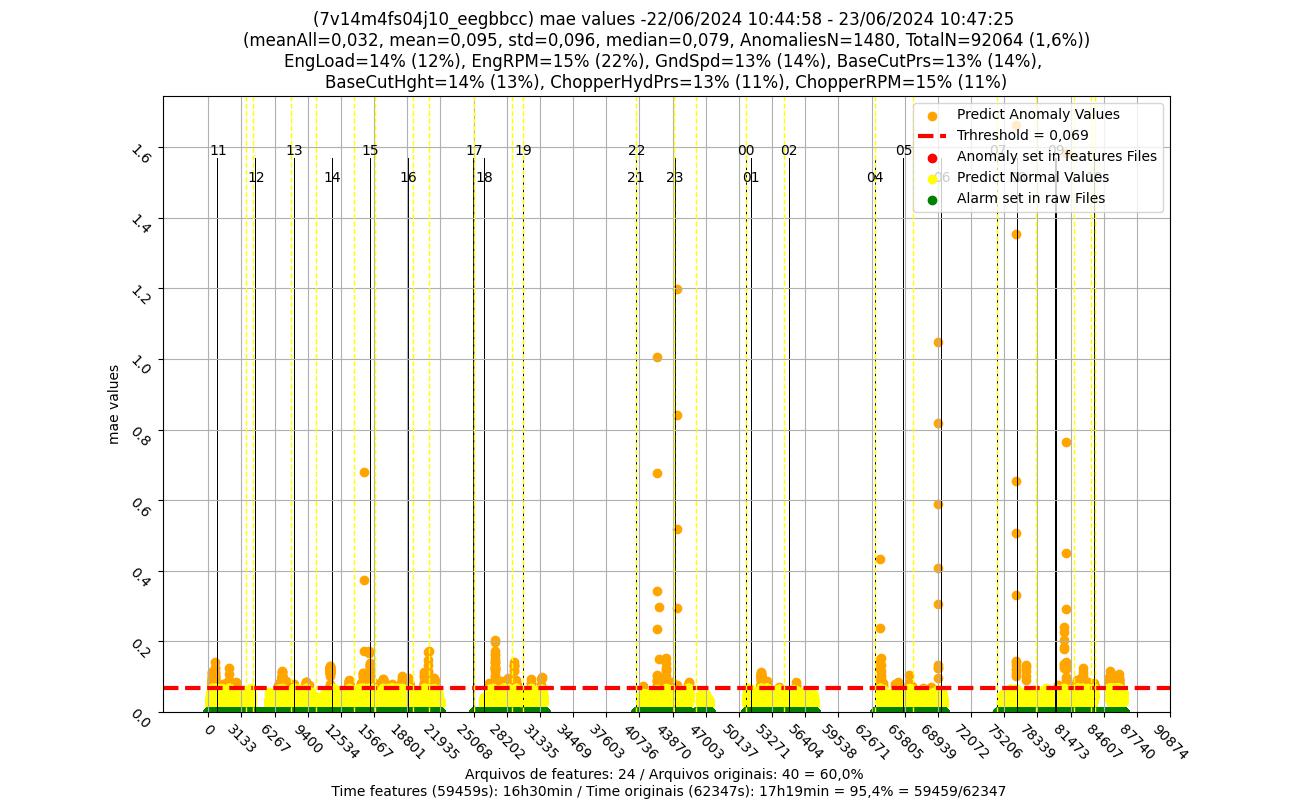 (7v14m4fs04j10_eegbbcc) mae values -22/06/2024 10:44:58 - 23/06/2024 10:47:25
(meanAll=0,032, mean=0,095, std=0,096, median=0,079, AnomaliesN=1480, TotalN=92064 (1,6%))
EngLoad=14% (12%), EngRPM=15% (22%), GndSpd=13% (14%), BaseCutPrs=13% (14%),
BaseCutHght=14% (13%), ChopperHydPrs=13% (11%), ChopperRPM=15% (11%)
Predict Anomaly Values
Trhreshold = 0,069
Anomaly set in features Files
Predict Normal Values
Alarm set in raw Files
11 13 15 17 19 22 00 02 05 07 09
12 14 16 18 21 23 01 04 06
1.6
1.4
1.2
1.0
0.8
0.6
0.4
0.2
0.0
mae values
0 3133 6267 9400 12534 15667 18801 21935 25068 28202 31335 34469 37603 40736 43870 47003 50137 53271 56404 59538 62671 65805 68939 72072 75206 78339 81473 84607 87740 90874
Arquivos de features: 24 / Arquivos originais: 40 = 60,0%
Time features (59459s): 16h30min / Time originais (62347s): 17h19min = 95,4% = 59459/62347